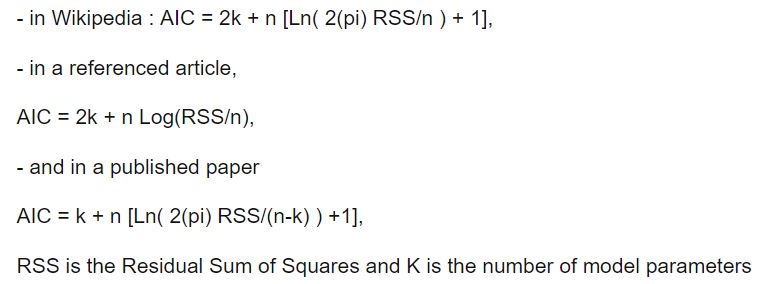 - in Wikipedia : AIC = 2k + n [Ln( 2(pi) RSS/n ) + 1],
- in a referenced article,
AIC = 2k + n Log(RSS/n),
- and in a published paper
AIC = k + n [Ln( 2(pi) RSS/(n-k) ) +1],
RSS is the Residual Sum of Squares and K is the number of model parameters